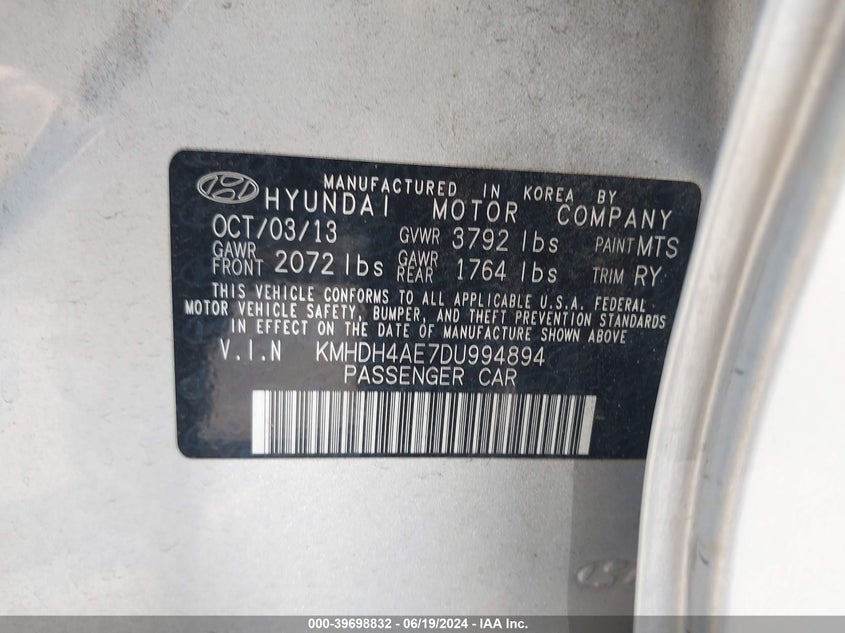 MANUFACTURED IN KOREA BY
HYUNDAI MOTOR COMPANY
OCT/03/13 GVWR 3792 lbs PAINT MTS
GAWR FRONT 2072 lbs GAWR REAR 1764 lbs TRIM RY
THIS VEHICLE CONFORMS TO ALL APPLICABLE U.S.A. FEDERAL
MOTOR VEHICLE SAFETY, BUMPER, AND THEFT PREVENTION STANDARDS
IN EFFECT ON THE DATE OF MANUFACTURE SHOWN ABOVE
V.I.N KMHDH4AE7DU994894
PASSENGER CAR
000-39698832 - 06/19/2024 - IAA Inc.